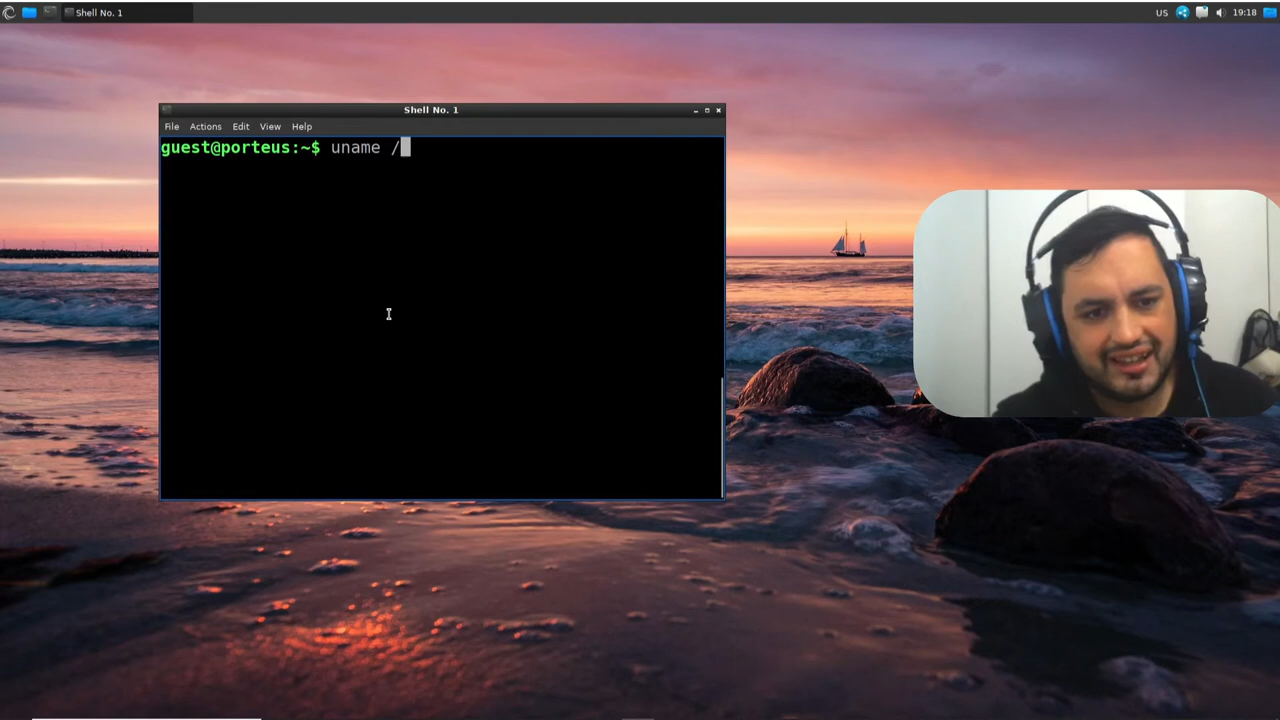 Shell No. 1
US
19:18
Shell No. 1
File Actions Edit View Help
guest@porteus:~$ uname /